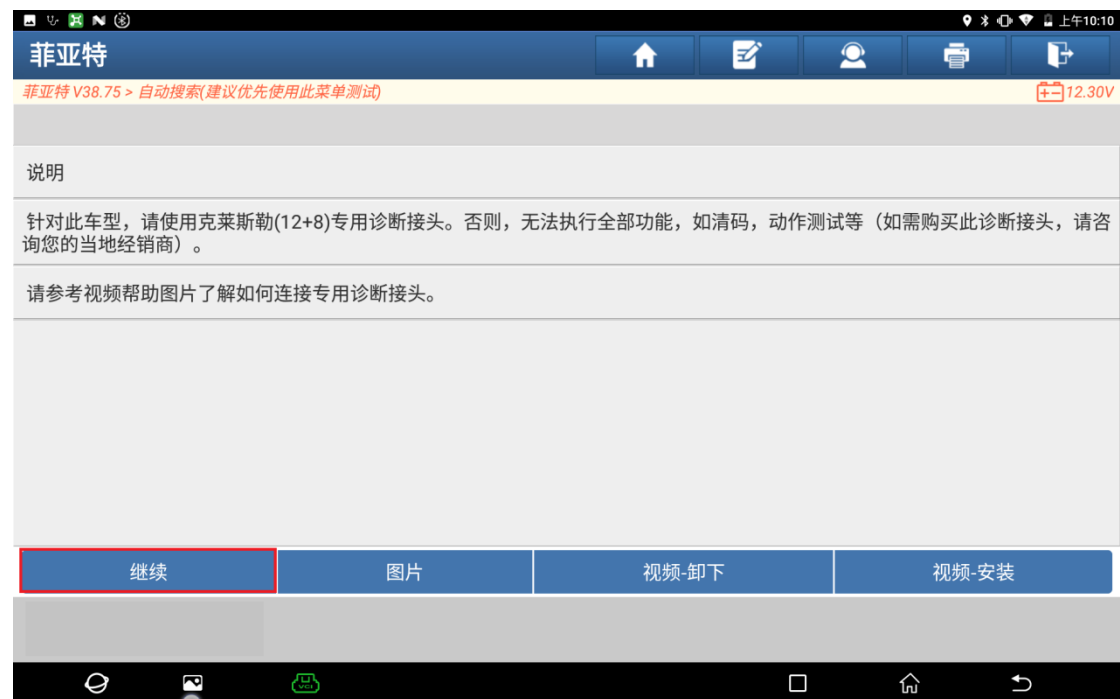 上午10:10
菲亚特
菲亚特 V38.75 > 自动搜索(建议优先使用此菜单测试)
12.30V
说明
针对此车型，请使用克莱斯勒(12+8)专用诊断接头。否则，无法执行全部功能，如清码，动作测试等（如需购买此诊断接头，请咨
询您的当地经销商）。
请参考视频帮助图片了解如何连接专用诊断接头。
继续
图片
视频-卸下
视频-安装
VCI